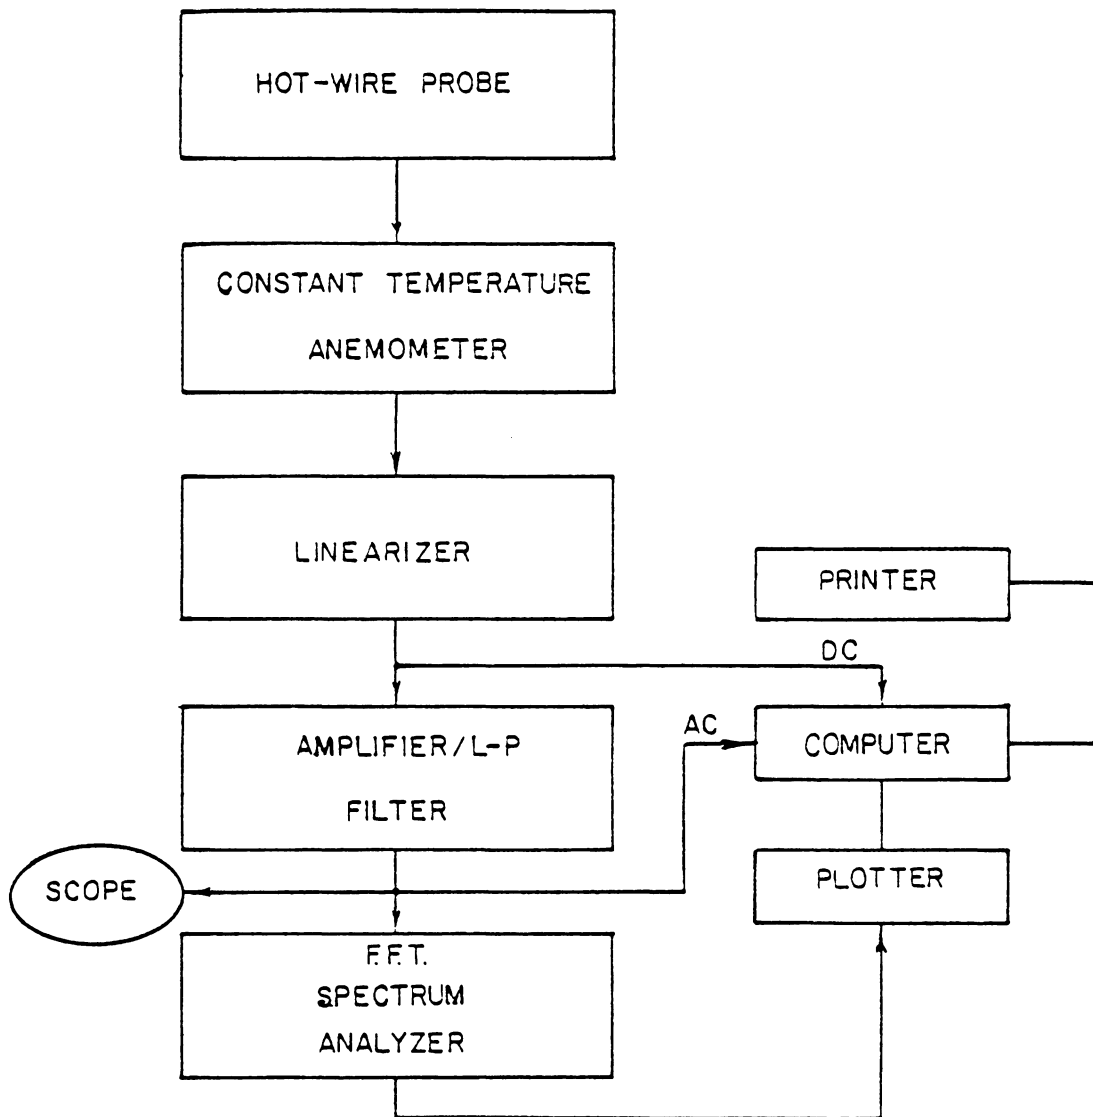 HOT-WIRE PROBE
CONSTANT TEMPERATURE
ANEMOMETER
LINEARIZER
PRINTER
DC
AMPLIFIER/L-P
FILTER
AC
COMPUTER
SCOPE
PLOTTER
F.F.T.
SPECTRUM
ANALYZER